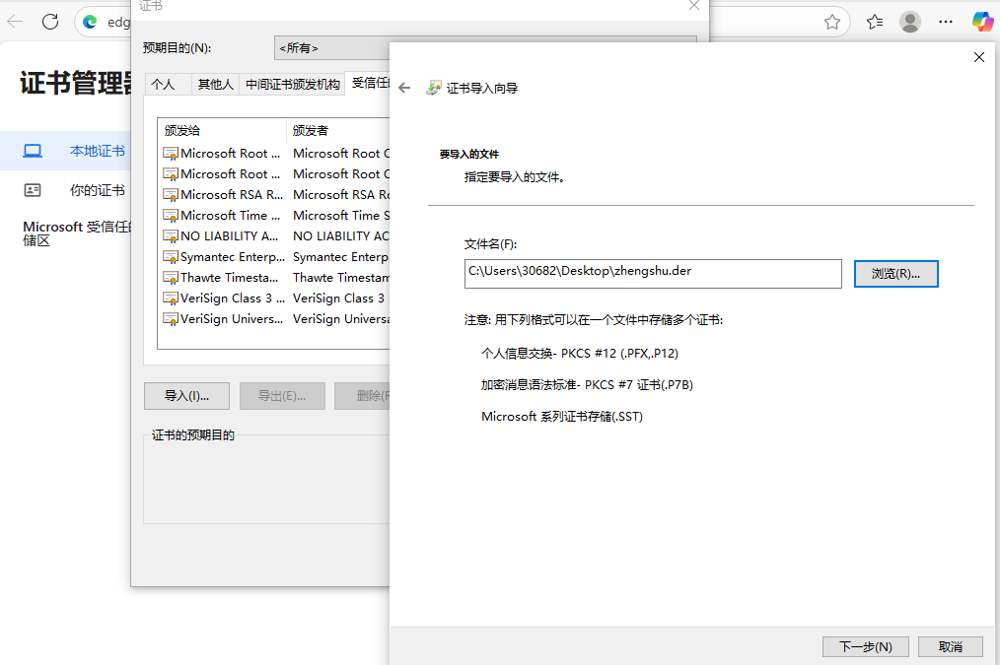 证书
edg
预期目的(N):
<所有>
个人
其他人
中间证书颁发机构
受信任
颁发给
颁发者
Microsoft Root ...
Microsoft Root C
Microsoft Root ...
Microsoft Root C
Microsoft RSA R...
Microsoft RSA Ro
Microsoft Time ...
Microsoft Time S
NO LIABILITY A...
NO LIABILITY AC
Symantec Enterp...
Symantec Enterp
Thawte Timesta...
Thawte Timestam
VeriSign Class 3 ...
VeriSign Class 3
VeriSign Univers...
VeriSign Universa
导入(I)...
导出(E)...
删除(R
证书的预期目的
证书管理器
本地证书
你的证书
Microsoft 受信任的
储区
证书导入向导
要导入的文件
指定要导入的文件。
文件名(F):
C:\Users\30682\Desktop\zhengshu.der
浏览(R)...
注意: 用下列格式可以在一个文件中存储多个证书:
个人信息交换- PKCS #12 (.PFX,.P12)
加密消息语法标准- PKCS #7 证书(.P7B)
Microsoft 系列证书存储(.SST)
下一步(N)
取消